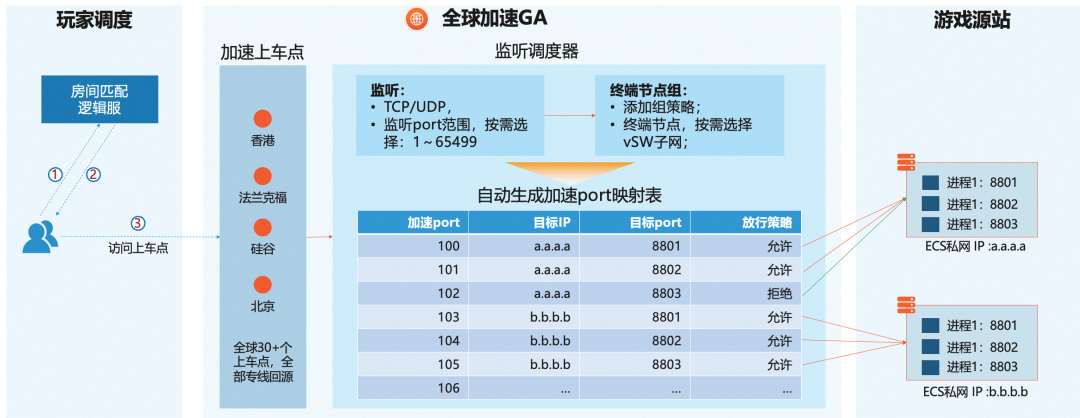 玩家调度
房间匹配
逻辑服
①
②
③
访问上车点
全球加速GA
加速上车点
香港
法兰克福
硅谷
北京
全球30+个
上车点，全
部专线回源
监听调度器
监听：
• TCP/UDP，
• 监听port范围，按需选
择：1～65499
终端节点组：
• 添加组策略；
• 终端节点，按需选择
vSW子网；
自动生成加速port映射表
加速port 目标IP 目标port 放行策略
100 a.a.a.a 8801 允许
101 a.a.a.a 8802 允许
102 a.a.a.a 8803 拒绝
103 b.b.b.b 8801 允许
104 b.b.b.b 8802 允许
105 b.b.b.b 8803 允许
106 ... ... ...
游戏源站
进程1：8801
进程1：8802
进程1：8803
ECS私网 IP :a.a.a.a
进程1：8801
进程1：8802
进程1：8803
ECS私网 IP :b.b.b.b